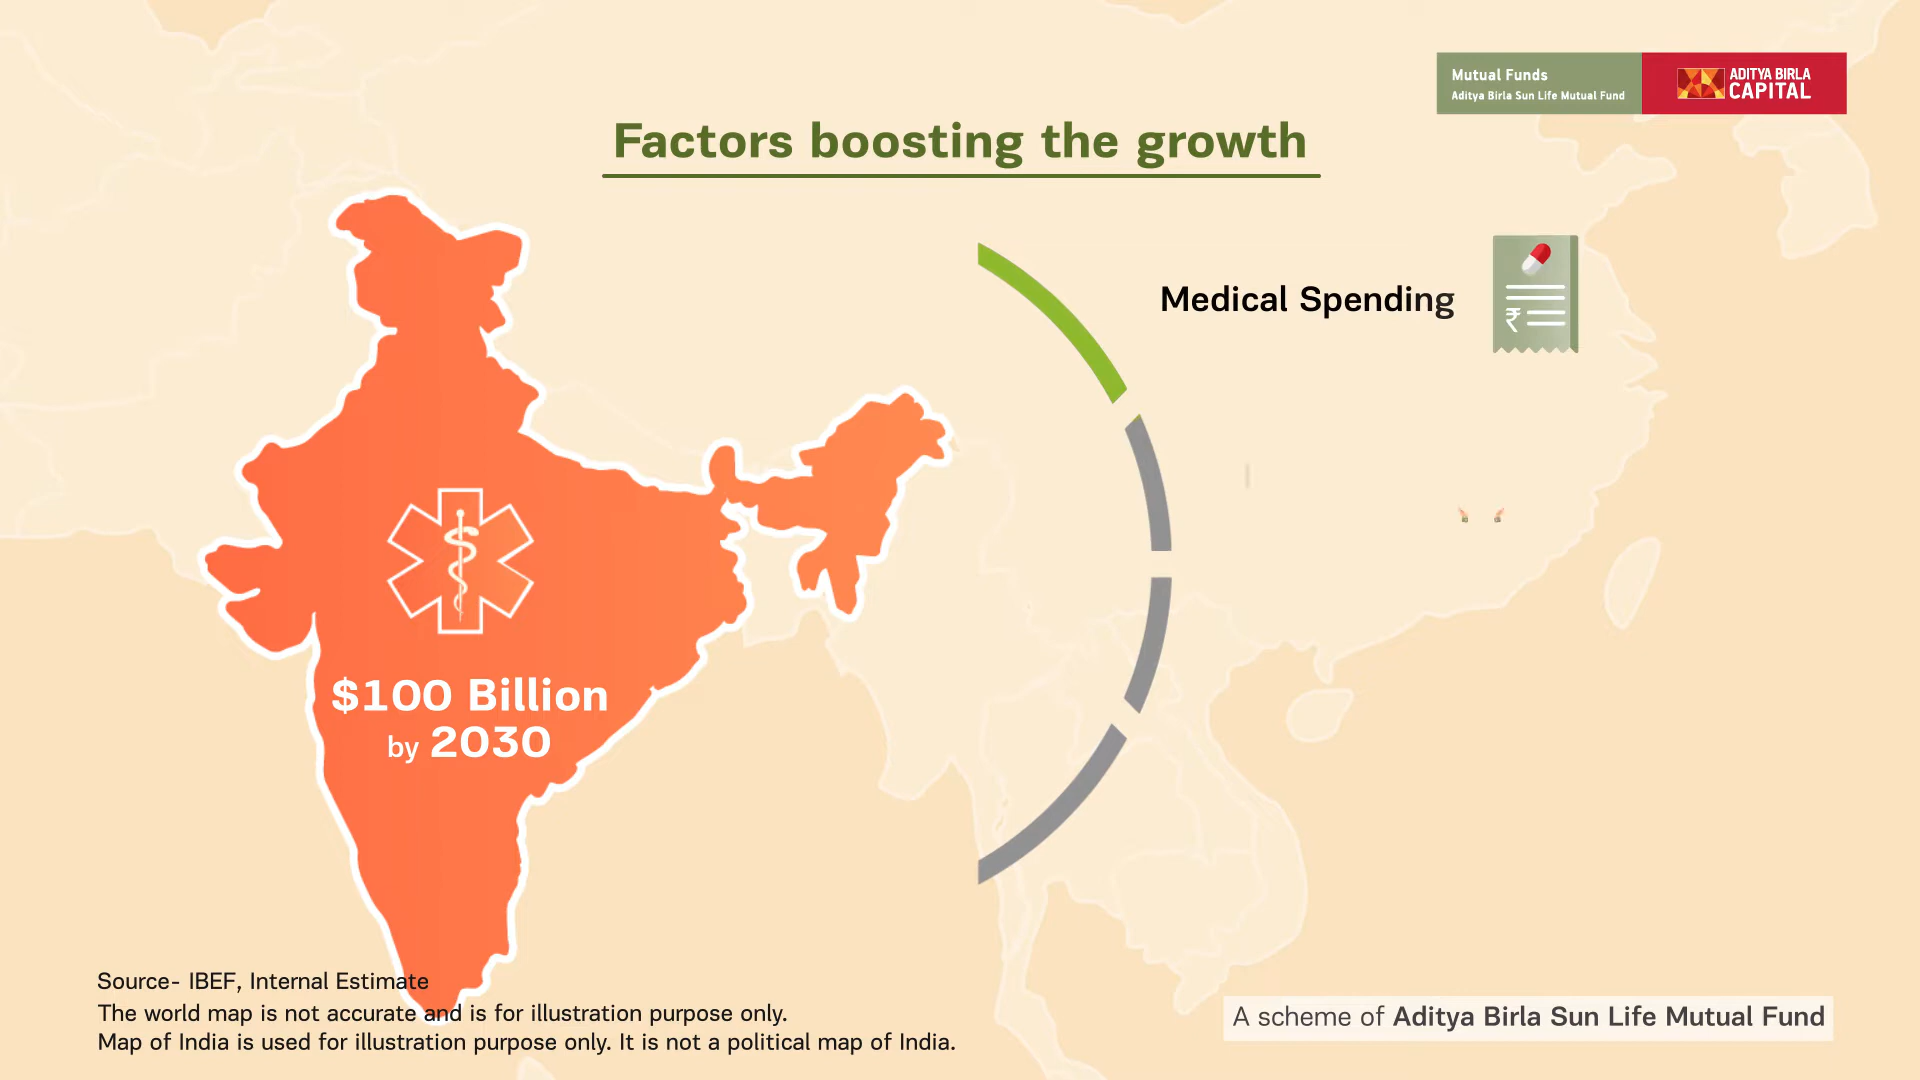 Mutual Funds
Aditya Birla Sun Life Mutual Fund
ADITYA BIRLA
CAPITAL
Factors boosting the growth
Medical Spending
₹
$100 Billion
by 2030
Source- IBEF, Internal Estimate
The world map is not accurate and is for illustration purpose only.
Map of India is used for illustration purpose only. It is not a political map of India.
A scheme of Aditya Birla Sun Life Mutual Fund